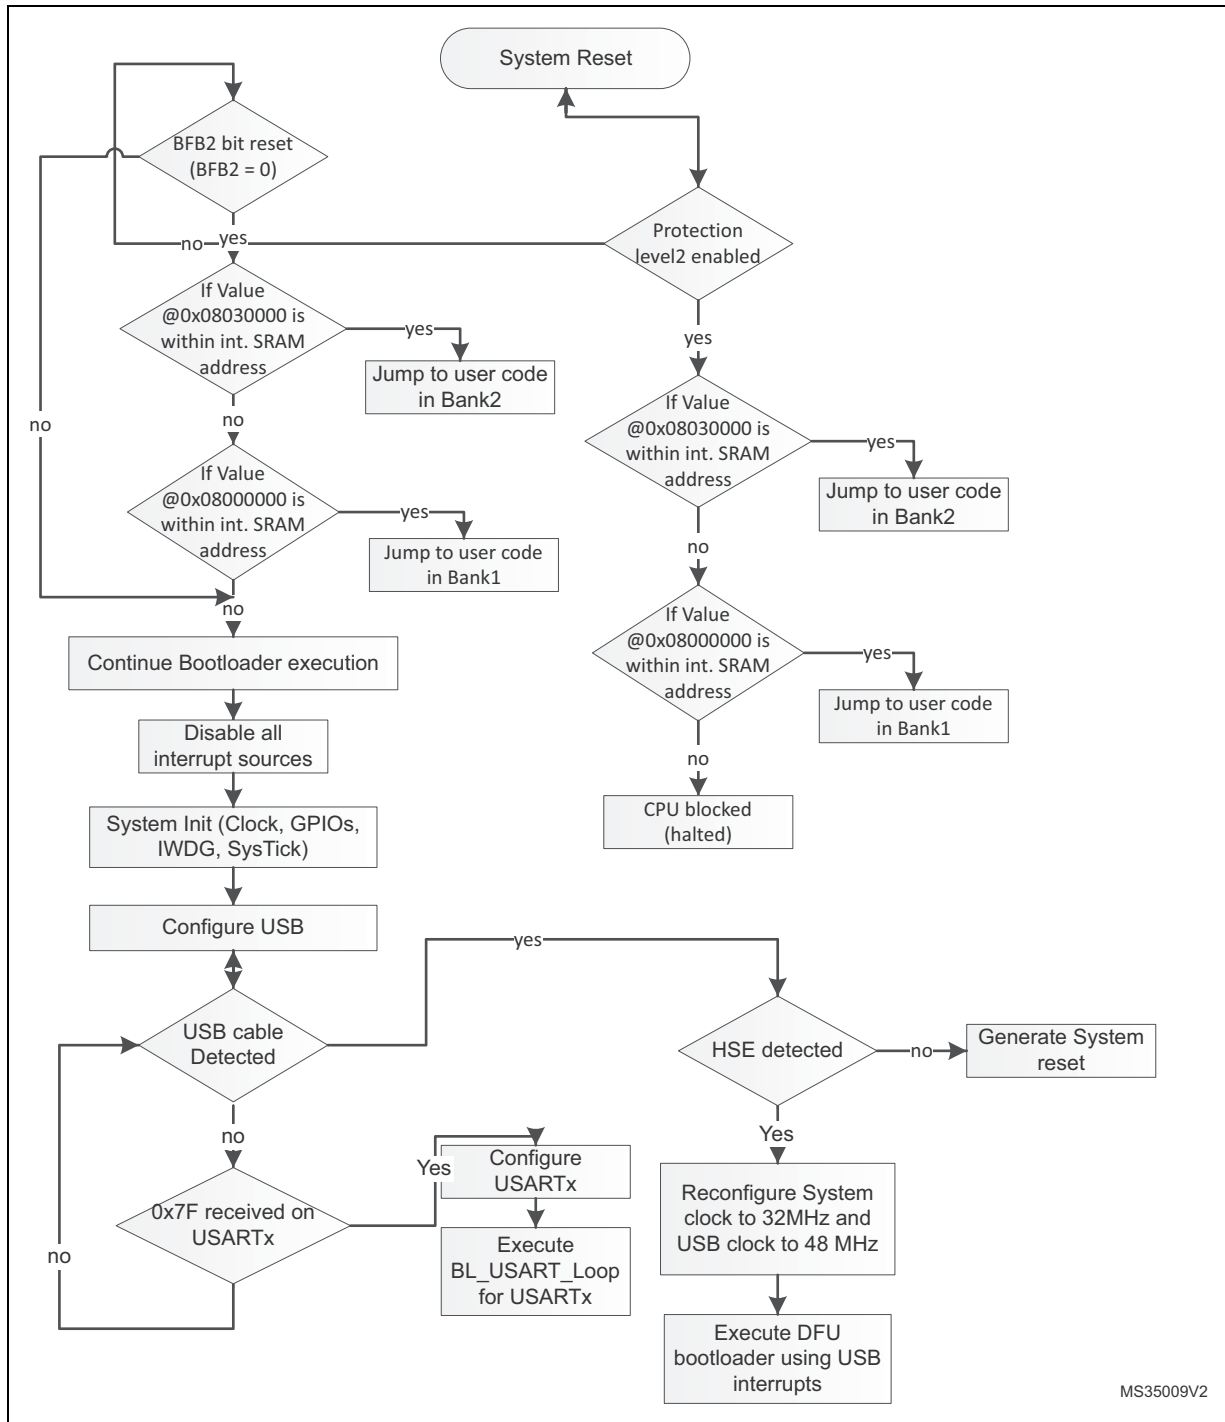 System Reset
BFB2 bit reset
(BFB2 = 0)
Protection
level2 enabled
no
yes
If Value
@0x08030000 is
within int. SRAM
address
yes
Jump to user code
in Bank2
no
no
If Value
@0x08000000 is
within int. SRAM
address
yes
Jump to user code
in Bank1
no
yes
If Value
@0x08030000 is
within int. SRAM
address
yes
Jump to user code
in Bank2
no
If Value
@0x08000000 is
within int. SRAM
address
yes
Jump to user code
in Bank1
no
CPU blocked
(halted)
Continue Bootloader execution
Disable all
interrupt sources
System Init (Clock, GPIOs,
IWDG, SysTick)
Configure USB
yes
USB cable
Detected
HSE detected
no
Generate System
reset
no
Yes
0x7F received on
USARTx
no
Yes
Configure
USARTx
Execute
BL_USART_Loop
for USARTx
Reconfigure System
clock to 32MHz and
USB clock to 48 MHz
Execute DFU
bootloader using USB
interrupts
MS35009V2